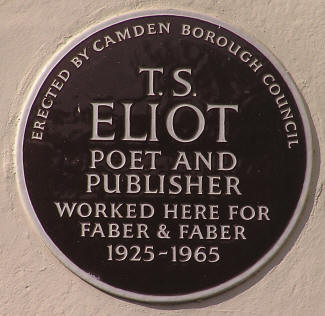 ERECTED BY CAMDEN BOROUGH COUNCIL
T.S.
ELIOT
POET AND
PUBLISHER
WORKED HERE FOR
FABER & FABER
1925-1965